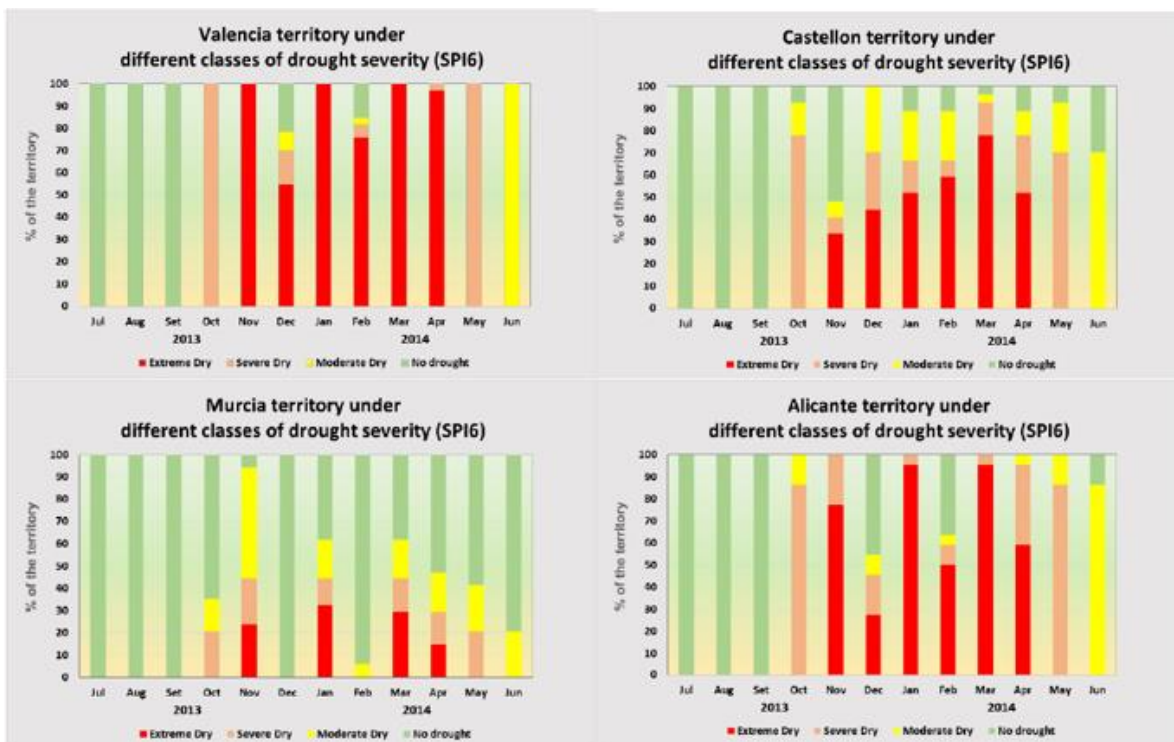 Valencia territory under
different classes of drought severity (SPI6)
% of the territory
100
90
80
70
60
50
40
30
20
10
0
Jul Aug Set Oct Nov Dec Jan Feb Mar Apr May Jun
2013 2014
Extreme Dry Severe Dry Moderate Dry No drought
Castellon territory under
different classes of drought severity (SPI6)
% of the territory
100
90
80
70
60
50
40
30
20
10
0
Jul Aug Set Oct Nov Dec Jan Feb Mar Apr May Jun
2013 2014
Extreme Dry Severe Dry Moderate Dry No drought
Murcia territory under
different classes of drought severity (SPI6)
% of the territory
100
90
80
70
60
50
40
30
20
10
0
Jul Aug Set Oct Nov Dec Jan Feb Mar Apr May Jun
2013 2014
Extreme Dry Severe Dry Moderate Dry No drought
Alicante territory under
different classes of drought severity (SPI6)
% of the territory
100
90
80
70
60
50
40
30
20
10
0
Jul Aug Set Oct Nov Dec Jan Feb Mar Apr May Jun
2013 2014
Extreme Dry Severe Dry Moderate Dry No drought